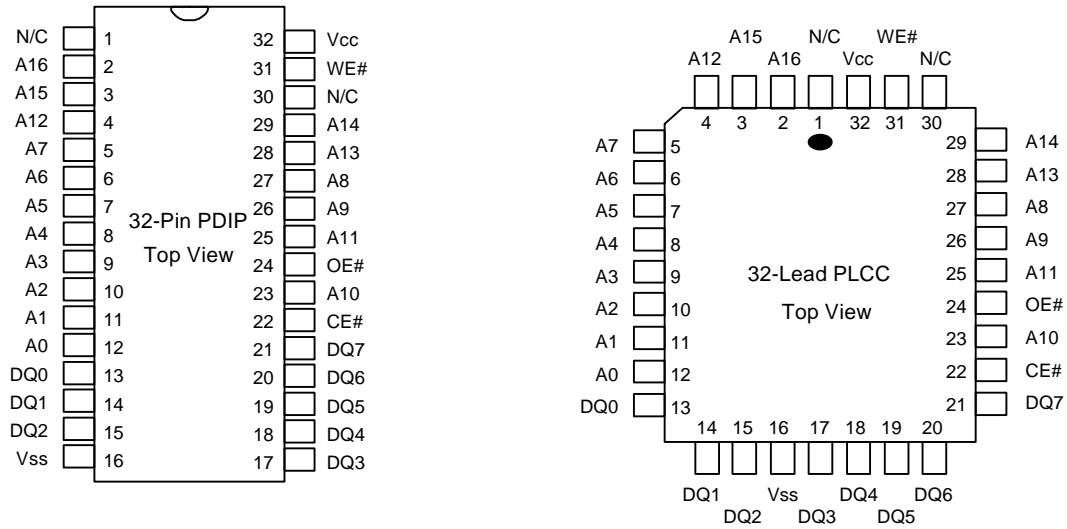 N/C 1 32 Vcc
A16 2 31 WE#
A15 3 30 N/C
A12 4 29 A14
A7 5 28 A13
A6 6 27 A8
A5 7 26 A9
A4 8 25 A11
A3 9 24 OE#
A2 10 23 A10
A1 11 22 CE#
A0 12 21 DQ7
DQ0 13 20 DQ6
DQ1 14 19 DQ5
DQ2 15 18 DQ4
Vss 16 17 DQ3
32-Pin PDIP
Top View
A15 N/C WE#
A12 A16 Vcc N/C
4 3 2 1 32 31 30
A7 5 29 A14
A6 6 28 A13
A5 7 27 A8
A4 8 26 A9
A3 9 25 A11
A2 10 24 OE#
A1 11 23 A10
A0 12 22 CE#
DQ0 13 21 DQ7
32-Lead PLCC
Top View
14 15 16 17 18 19 20
DQ1 Vss DQ4 DQ6
DQ2 DQ3 DQ5